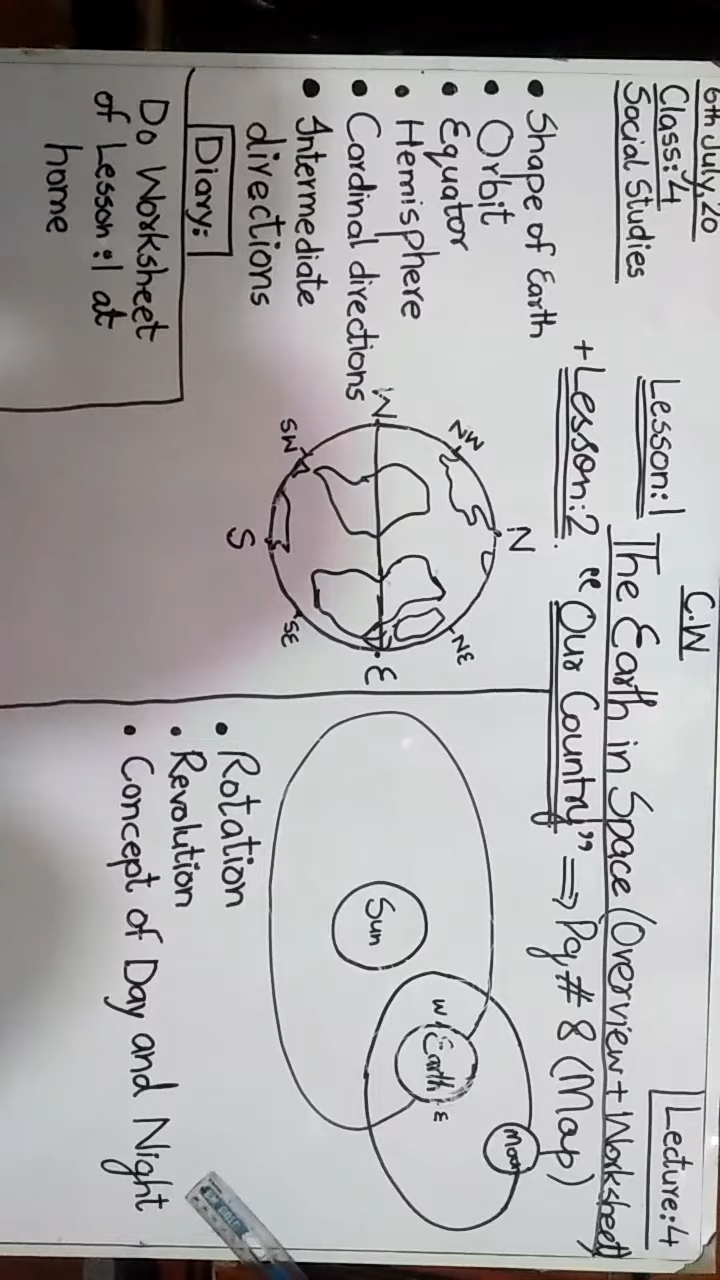 6th July, 20
Class: 4
Social Studies
C.W
Lecture: 4
Lesson: 1 The Earth in Space (Overview + Worksheet)
+ Lesson: 2 "Our Country" ⇒ Pg # 8 (Map)
• Shape of Earth
• Orbit
• Equator
• Hemisphere
• Cardinal directions
• Intermediate
directions
Diary:
Do Worksheet
of Lesson: 1 at
home
N
NW
NE
W
E
SW
SE
S
Sun
W Earth E
Moon
• Rotation
• Revolution
• Concept of Day and Night